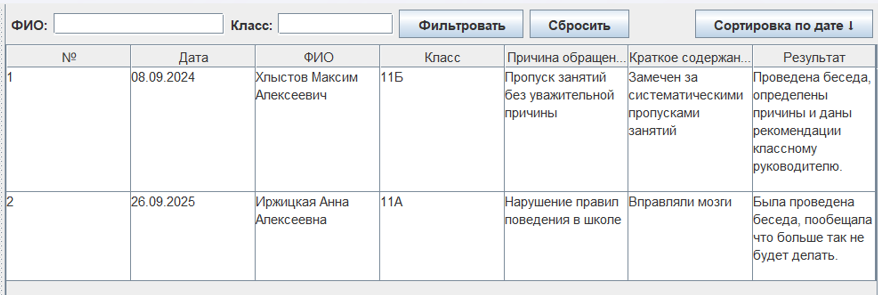 ФИО: Класс: Фильтровать Сбросить Сортировка по дате ↓
№ Дата ФИО Класс Причина обращен... Краткое содержан... Результат
1 08.09.2024 Хлыстов Максим Алексеевич 11Б Пропуск занятий без уважительной причины Замечен за систематическими пропусками занятий Проведена беседа, определены причины и даны рекомендации классному руководителю.
2 26.09.2025 Иржицкая Анна Алексеевна 11А Нарушение правил поведения в школе Вправляли мозги Была проведена беседа, пообещала что больше так не будет делать.